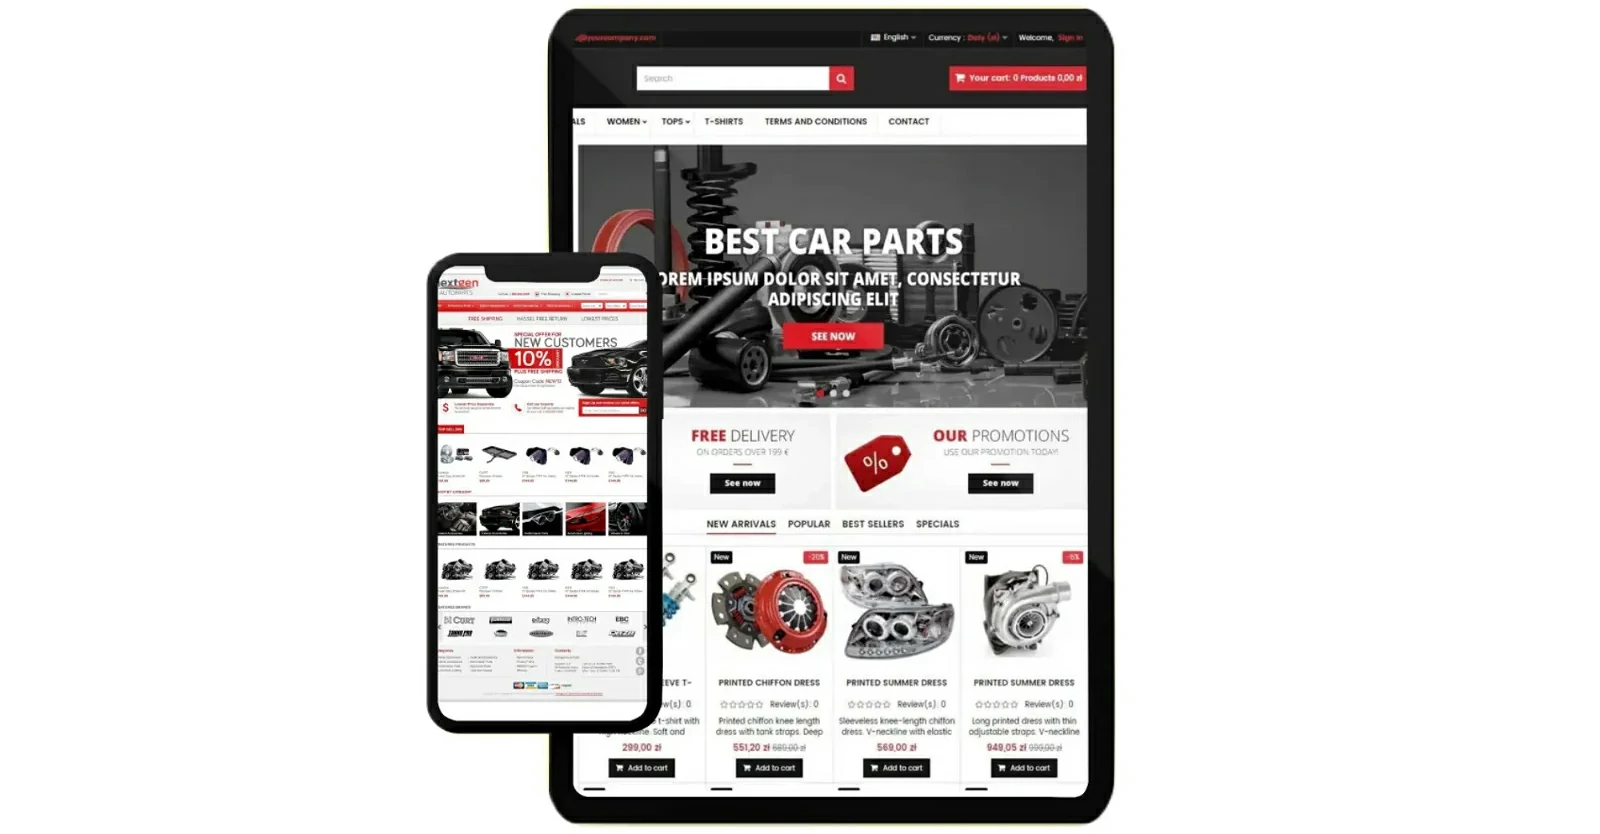 @yourcompany.com
English
Currency : Złoty (zł)
Welcome, Sign in
Search
Your cart: 0 Products 0,00 zł
ALS
WOMEN
TOPS
T-SHIRTS
TERMS AND CONDITIONS
CONTACT
BEST CAR PARTS
OREM IPSUM DOLOR SIT AMET, CONSECTETUR
ADIPISCING ELIT
SEE NOW
FREE DELIVERY
ON ORDERS OVER 199 €
See now
OUR PROMOTIONS
USE OUR PROMOTION TODAY!
See now
%
NEW ARRIVALS
POPULAR
BEST SELLERS
SPECIALS
EEVE T-
w(s): 0
t-shirt with
neckline. Soft and
299,00 zł
Add to cart
New
-20%
PRINTED CHIFFON DRESS
Review(s): 0
Printed chiffon knee length
dress with tank straps. Deep
551,20 zł 689,00 zł
Add to cart
New
PRINTED SUMMER DRESS
Review(s): 0
Sleeveless knee-length chiffon
dress. V-neckline with elastic
569,00 zł
Add to cart
New
-5%
PRINTED SUMMER DRESS
Review(s): 0
Long printed dress with thin
adjustable straps. V-neckline
949,05 zł 999,00 zł
Add to cart
nextgen
AUTOPARTS
FREE SHIPPING
HASSEL FREE RETURN
LOWEST PRICES
SPECIAL OFFER FOR
NEW CUSTOMERS
10%
PLUS FREE SHIPPING
Coupon Code
$
CURT
INTRO-TECH
EBC